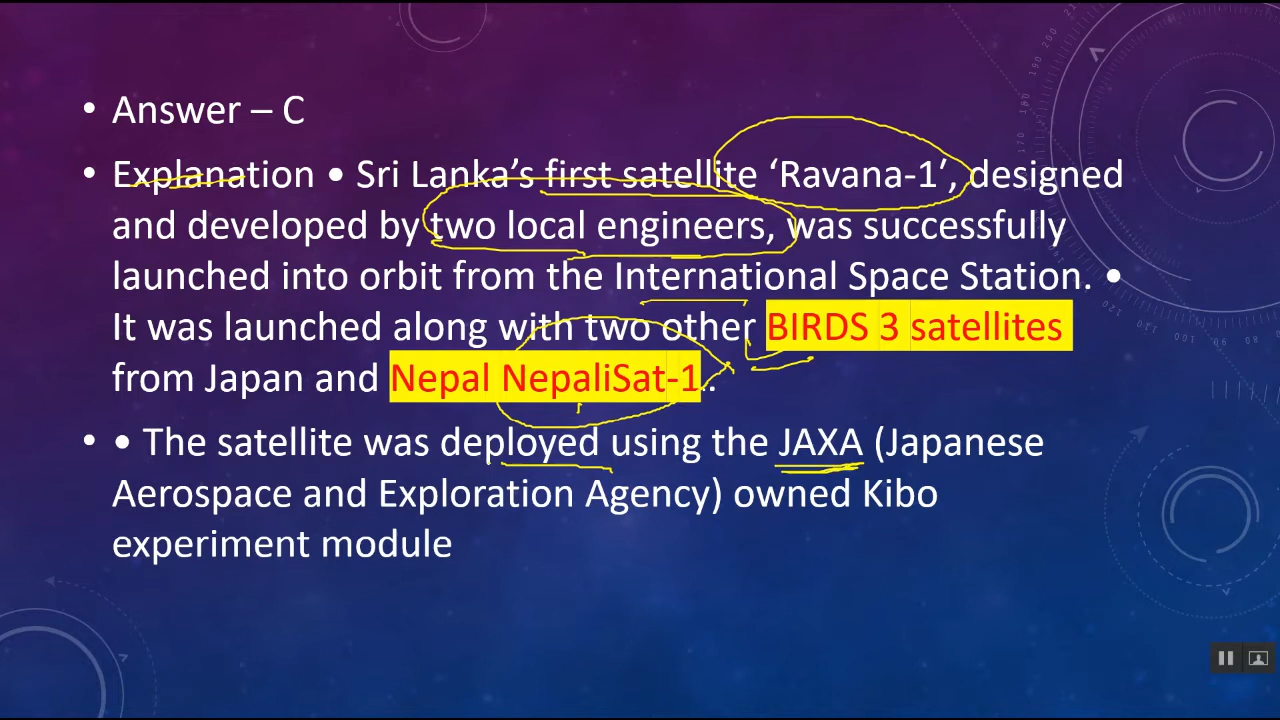 • Answer – C
• Explanation • Sri Lanka’s first satellite ‘Ravana-1’, designed
and developed by two local engineers, was successfully
launched into orbit from the International Space Station. •
It was launched along with two other BIRDS 3 satellites
from Japan and Nepal NepaliSat-1..
• • The satellite was deployed using the JAXA (Japanese
Aerospace and Exploration Agency) owned Kibo
experiment module